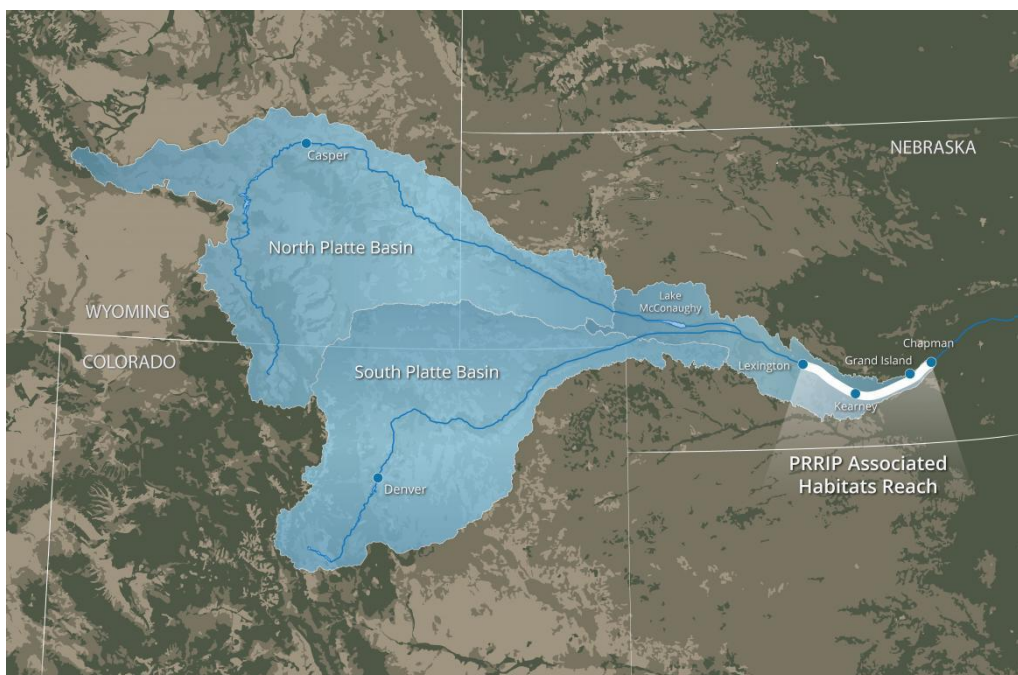 NEBRASKA
Casper
North Platte Basin
Lake
McConaughy
WYOMING
COLORADO
Chapman
Grand Island
Lexington
South Platte Basin
Kearney
PRRIP Associated
Habitats Reach
Denver